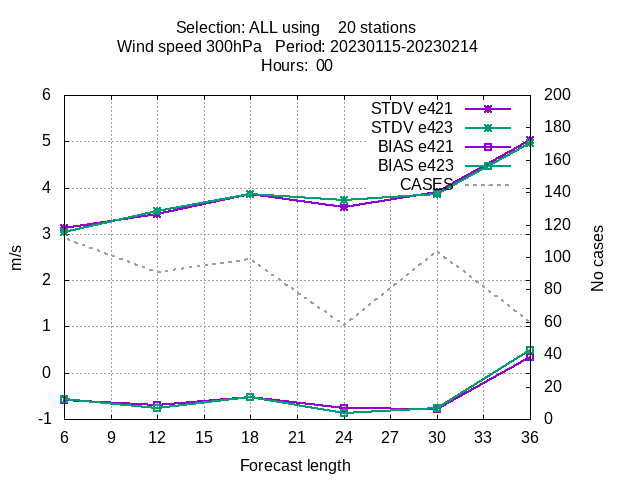 Selection: ALL using    20 stations
Wind speed 300hPa   Period: 20230115-20230214
Hours:  00
STDV e421
STDV e423
BIAS e421
BIAS e423
CASES
6
5
4
3
2
1
0
-1
m/s
200
180
160
140
120
100
80
60
40
20
0
No cases
6 9 12 15 18 21 24 27 30 33 36
Forecast length